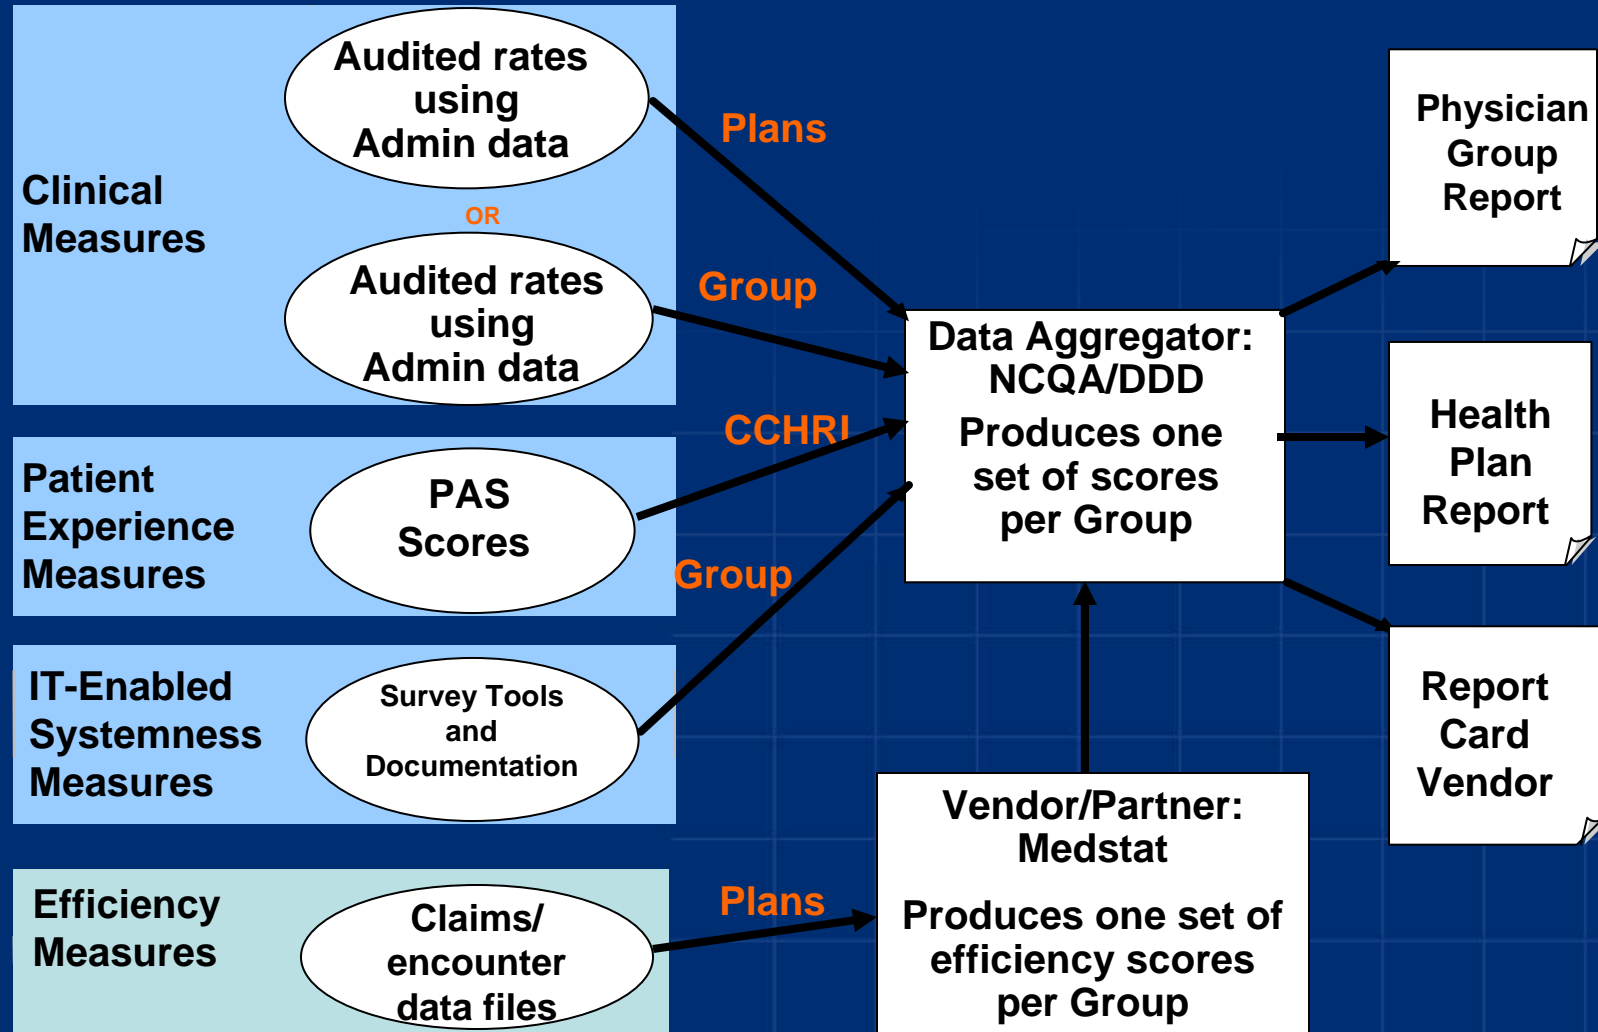 Clinical
Measures
Audited rates
using
Admin data
OR
Audited rates
using
Admin data
Plans
Group
Patient
Experience
Measures
PAS
Scores
CCHRI
IT-Enabled
Systemness
Measures
Survey Tools
and
Documentation
Group
Efficiency
Measures
Claims/
encounter
data files
Plans
Data Aggregator:
NCQA/DDD
Produces one
set of scores
per Group
Vendor/Partner:
Medstat
Produces one set of
efficiency scores
per Group
Physician
Group
Report
Health
Plan
Report
Report
Card
Vendor